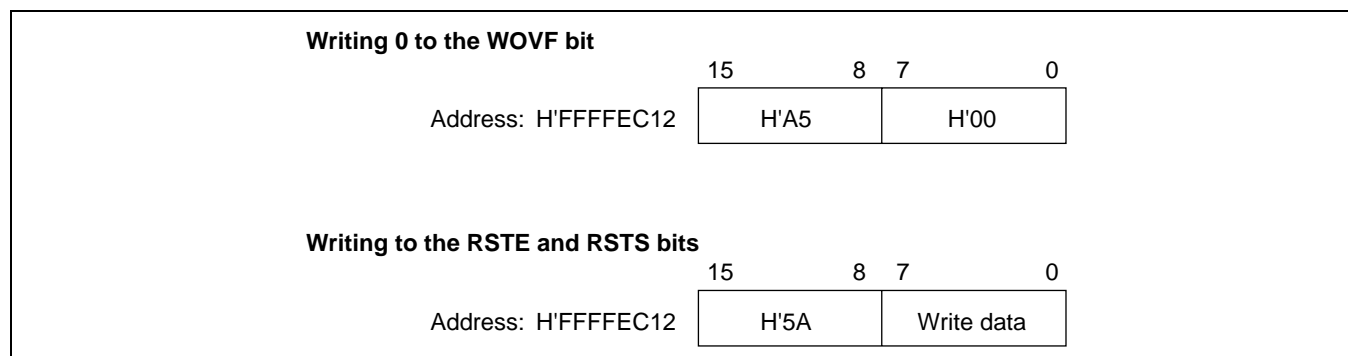 Writing 0 to the WOVF bit
15 8 7 0
Address: H'FFFFEC12 H'A5 H'00
Writing to the RSTE and RSTS bits
15 8 7 0
Address: H'FFFFEC12 H'5A Write data